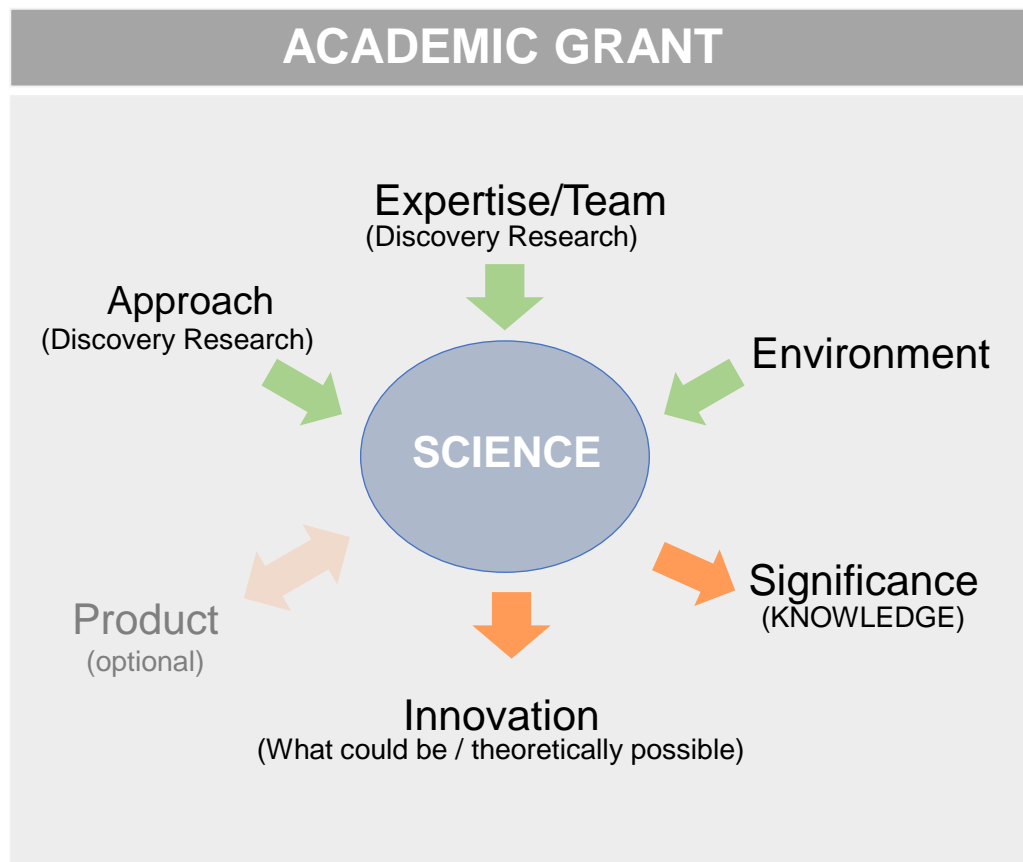 ACADEMIC GRANT
Expertise/Team
(Discovery Research)
Approach
(Discovery Research)
Environment
SCIENCE
Significance
(KNOWLEDGE)
Product
(optional)
Innovation
(What could be / theoretically possible)